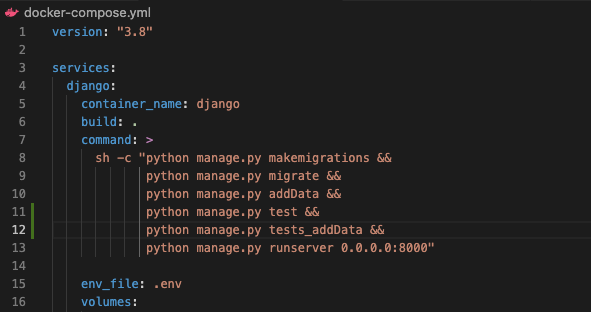 docker-compose.yml
1 version: "3.8"
2
3 services:
4   django:
5     container_name: django
6     build: .
7     command: >
8       sh -c "python manage.py makemigrations &&
9              python manage.py migrate &&
10              python manage.py addData &&
11              python manage.py test &&
12              python manage.py tests_addData &&
13              python manage.py runserver 0.0.0.0:8000"
14
15     env_file: .env
16     volumes: